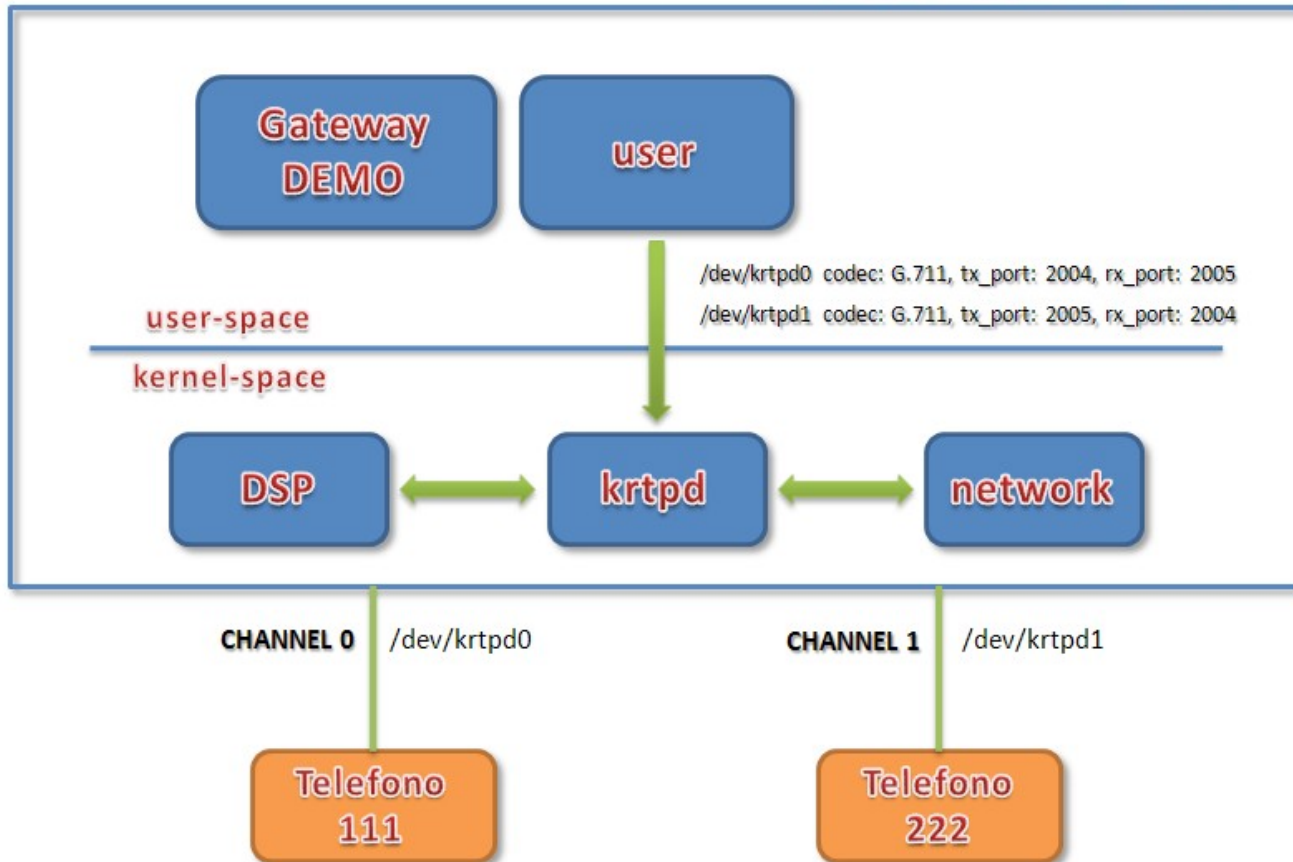 Gateway
DEMO
user
/dev/krtpd0 codec: G.711, tx_port: 2004, rx_port: 2005
/dev/krtpd1 codec: G.711, tx_port: 2005, rx_port: 2004
user-space
kernel-space
DSP
krtpd
network
CHANNEL 0 /dev/krtpd0
CHANNEL 1 /dev/krtpd1
Telefono
111
Telefono
222